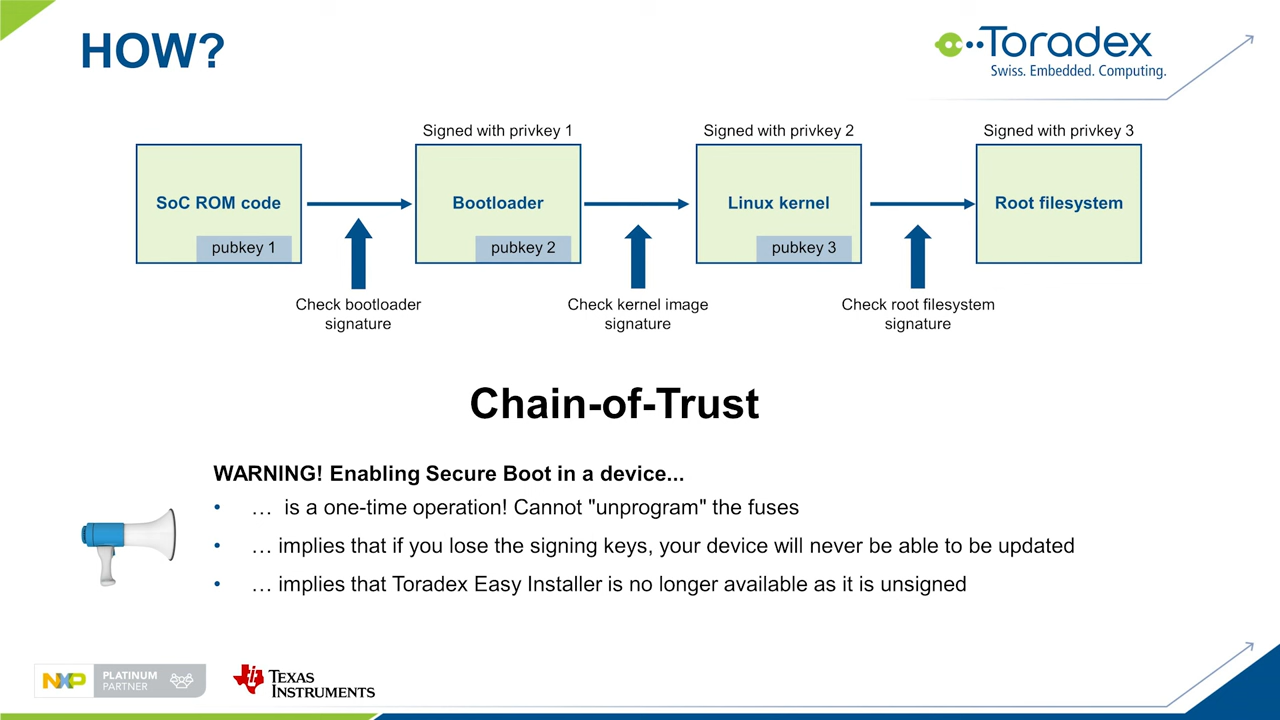 HOW?
Toradex
Swiss. Embedded. Computing.
Signed with privkey 1
Signed with privkey 2
Signed with privkey 3
SoC ROM code
pubkey 1
Bootloader
pubkey 2
Linux kernel
pubkey 3
Root filesystem
Check bootloader
signature
Check kernel image
signature
Check root filesystem
signature
Chain-of-Trust
WARNING! Enabling Secure Boot in a device...
• … is a one-time operation! Cannot "unprogram" the fuses
• … implies that if you lose the signing keys, your device will never be able to be updated
• … implies that Toradex Easy Installer is no longer available as it is unsigned
NXP
PLATINUM
PARTNER
TEXAS
INSTRUMENTS